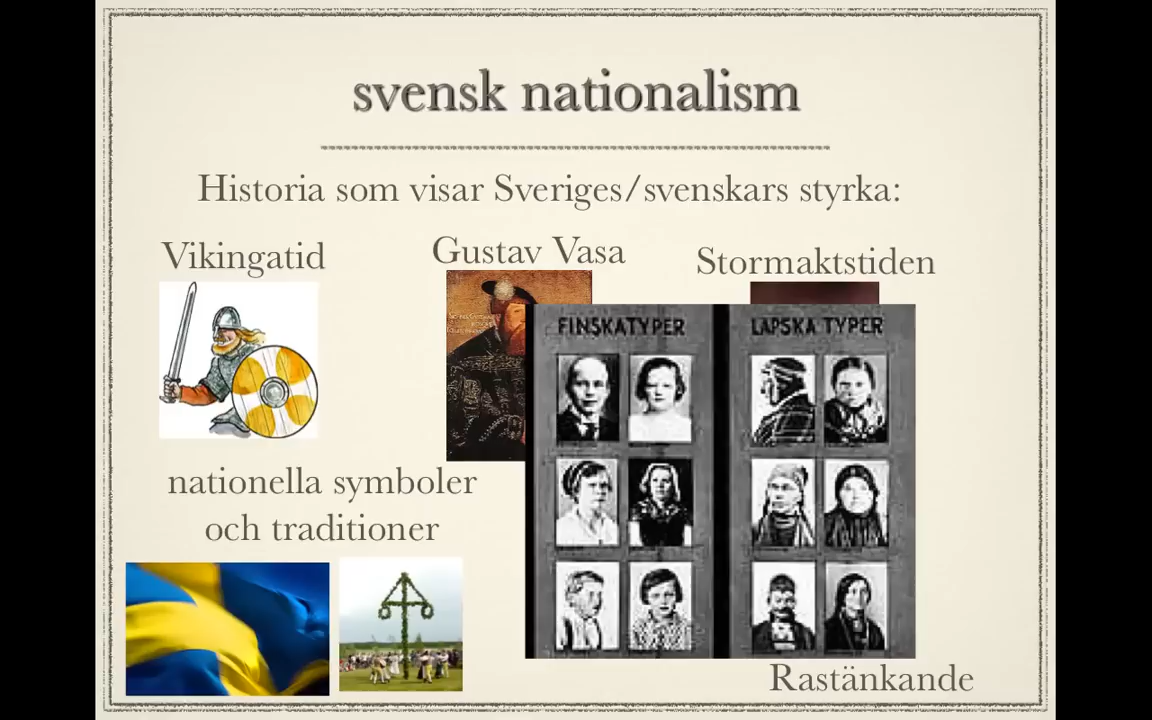 svensk nationalism
Historia som visar Sveriges/svenskars styrka:
Vikingatid
Gustav Vasa
Stormaktstiden
FINSKA TYPER
LAPSKA TYPER
nationella symboler
och traditioner
Rastänkande